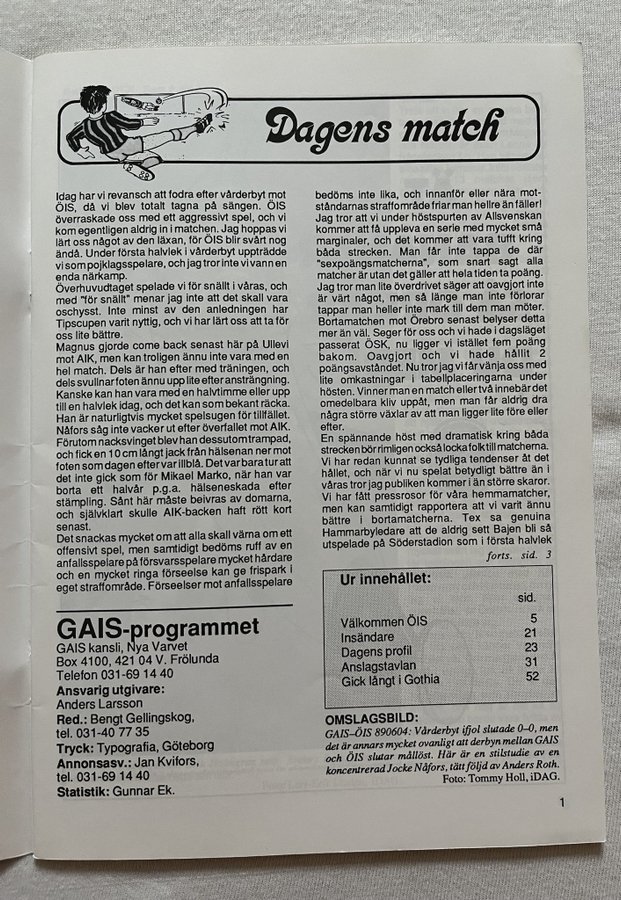 Dagens match
Idag har vi revansch att fodra efter vårderbyt mot
ÖIS, då vi blev totalt tagna på sängen. ÖIS
överraskade oss med ett aggressivt spel, och vi
kom egentligen aldrig in i matchen. Jag hoppas vi
lärt oss något av den läxan, för ÖIS blir svårt nog
ändå. Under första halvlek i vårderbyt uppträdde
vi som pojklagsspelare, och jag tror inte vi vann en
enda närkamp.
Överhuvudtaget spelade vi för snällt i våras, och
med "för snällt" menar jag inte att det skall vara
oschysst. Inte minst av den anledningen har
Tipscupen varit nyttig, och vi har lärt oss att ta för
oss lite bättre.
Magnus gjorde come back senast här på Ullevi
mot AIK, men kan troligen ännu inte vara med en
hel match. Dels är han efter med träningen, och
dels svullnar foten ännu upp lite efter ansträngning.
Kanske kan han vara med en halvtimme eller upp
till en halvlek idag, och det kan som bekant räcka.
Han är naturligtvis mycket spelsugen för tillfället.
Nåfors såg inte vacker ut efter överfallet mot AIK.
Förutom nacksvinget blev han dessutom trampad,
och fick en 10 cm långt jack från hälsenan ner mot
foten som dagen efter var illblå. Det var bara tur att
det inte gick som för Mikael Marko, när han var
borta ett halvår p.g.a. hälseneskada efter
stämpling. Sånt här måste beivras av domarna,
och självklart skulle AIK-backen haft rött kort
senast.
Det snackas mycket om att alla skall värna om ett
offensivt spel, men samtidigt bedöms ruff av en
anfallsspelare på försvarsspelare mycket hårdare
och en mycket ringa förseelse kan ge frispark i
eget straffområde. Förseelser mot anfallsspelare
GAIS-programmet
GAIS kansli, Nya Varvet
Box 4100, 421 04 V. Frölunda
Telefon 031-69 14 40
Ansvarig utgivare:
Anders Larsson
Red.: Bengt Gellingskog,
tel. 031-40 77 35
Tryck: Typografia, Göteborg
Annonsasv.: Jan Kvifors,
tel. 031-69 14 40
Statistik: Gunnar Ek.
bedöms inte lika, och innanför eller nära mot-
ståndarnas straffområde friar man hellre än fäller!
Jag tror att vi under höstspurten av Allsvenskan
kommer att få uppleva en serie med mycket små
marginaler, och det kommer att vara tufft kring
båda strecken. Man får inte tappa de där
"sexpoängsmatcherna", som snart sagt alla
matcher är utan det gäller att hela tiden ta poäng.
Jag tror man lite överdrivet säger att oavgjort inte
är värt något, men så länge man inte förlorar
tappar man heller inte mark till dem man möter.
Bortamatchen mot Örebro senast belyser detta
mer än väl. Seger för oss och vi hade i dagsläget
passerat ÖSK, nu ligger vi istället fem poäng
bakom. Oavgjort och vi hade hållit 2
poängsavståndet. Nu tror jag vi får vänja oss med
lite omkastningar i tabellplaceringarna under
hösten. Vinner man en match eller två innebär det
omedelbara kliv uppåt, men man får aldrig dra
några större växlar av att man ligger lite före eller
efter.
En spännande höst med dramatisk kring båda
strecken bör rimligen också locka folk till matcherna.
Vi har redan kunnat se tydliga tendenser åt det
hållet, och när vi nu spelat betydligt bättre än i
våras tror jag publiken kommer i än större skaror.
Vi har fått pressrosor för våra hemmamatcher,
men kan samtidigt rapportera att vi varit ännu
bättre i bortamatcherna. Tex sa genuina
Hammarbyledare att de aldrig sett Bajen bli så
utspelade på Söderstadion som i första halvlek
forts. sid. 3
Ur innehållet:
sid.
Välkommen ÖIS 5
Insändare 21
Dagens profil 23
Anslagstavlan 31
Gick långt i Gothia 52
OMSLAGSBILD:
GAIS-ÖIS 890604: Vårderbyt ifjol slutade 0-0, men
det är annars mycket ovanligt att derbyn mellan GAIS
och ÖIS slutar mållöst. Här är en stilstudie av en
koncentrerad Jocke Nåfors, tätt följd av Anders Roth.
Foto: Tommy Holl, iDAG.
1